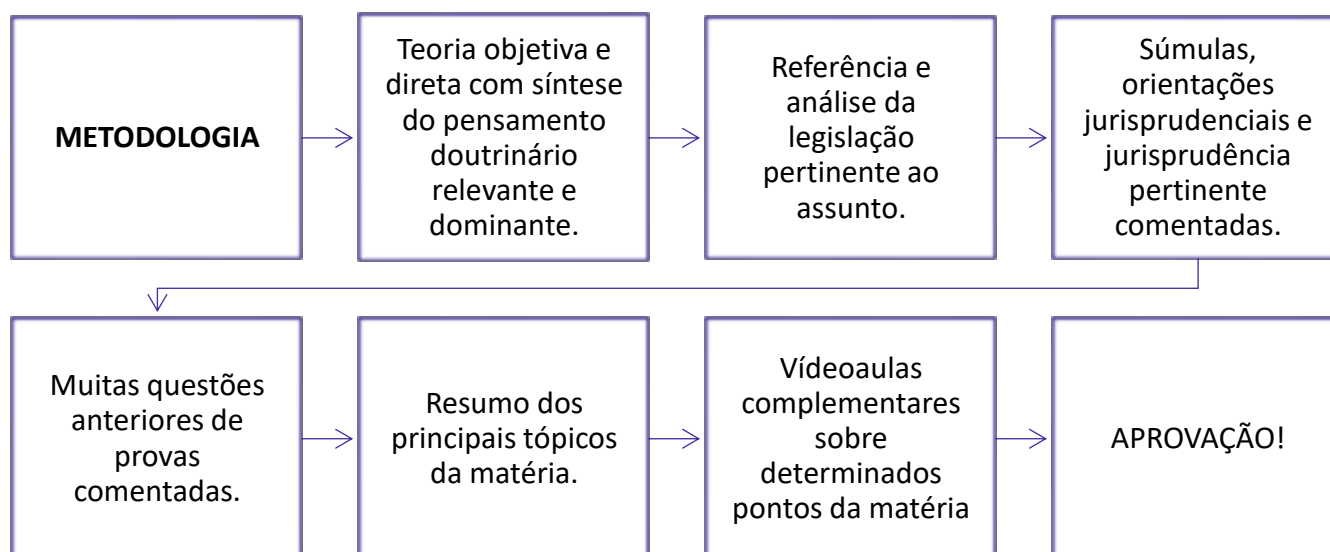 METODOLOGIA
Teoria objetiva e
direta com síntese
do pensamento
doutrinário
relevante e
dominante.
Referência e
análise da
legislação
pertinente ao
assunto.
Súmulas,
orientações
jurisprudenciais e
jurisprudência
pertinente
comentadas.
Muitas questões
anteriores de
provas
comentadas.
Resumo dos
principais tópicos
da matéria.
Vídeoaulas
complementares
sobre
determinados
pontos da matéria
APROVAÇÃO!